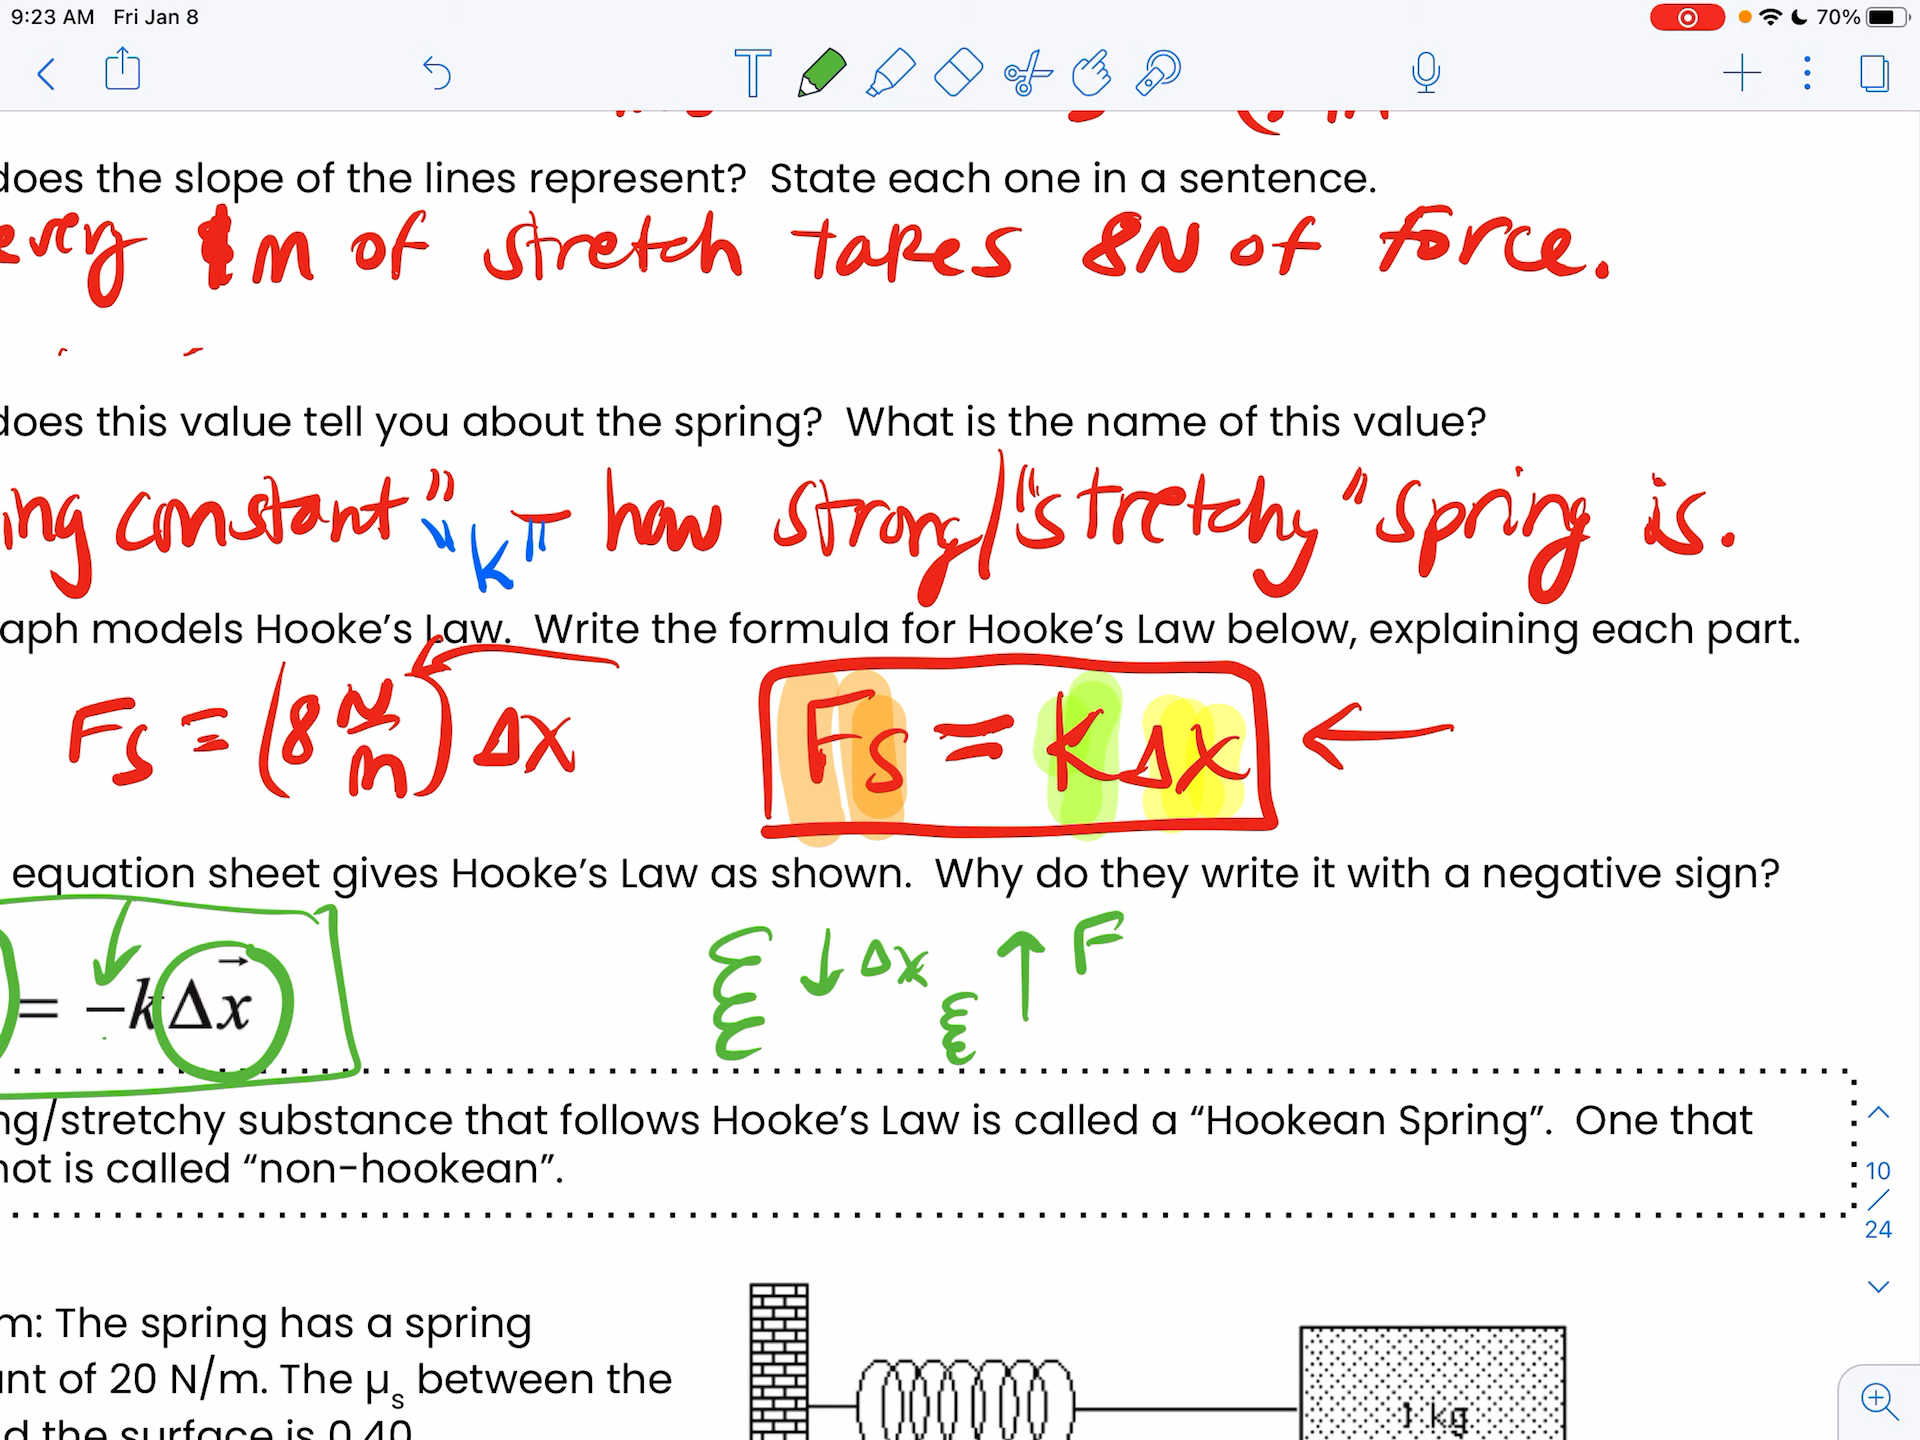 9:23 AM Fri Jan 8
70%
does the slope of the lines represent? State each one in a sentence.
every 1m of stretch takes 8N of force.
does this value tell you about the spring? What is the name of this value?
ing constant" "k" - how strong/"stretchy" spring is.
aph models Hooke's Law. Write the formula for Hooke's Law below, explaining each part.
Fs = (8 N/m) Δx
Fs = kΔx
equation sheet gives Hooke's Law as shown. Why do they write it with a negative sign?
= -kΔx⃗
↓ Δx ↑ F
ng/stretchy substance that follows Hooke's Law is called a “Hookean Spring”. One that
not is called “non-hookean”.
10
/
24
m: The spring has a spring
nt of 20 N/m. The μs between the
d the surface is 0.40
1 kg